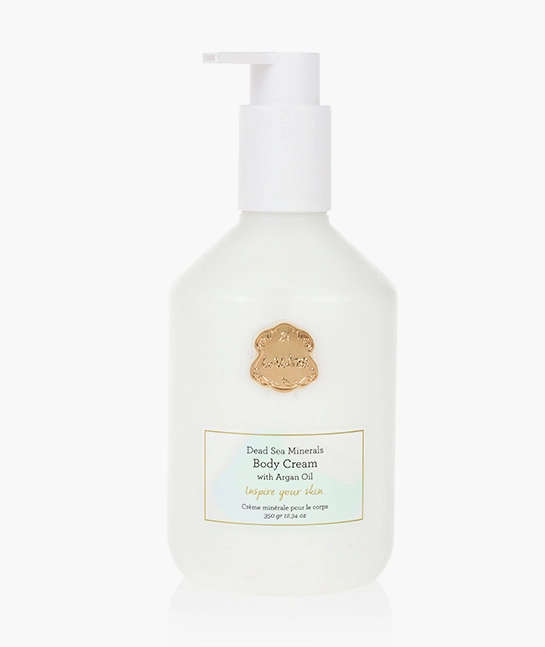 Dead Sea Minerals
Body Cream
with Argan Oil
Inspire your skin
Crème minérale pour le corps
350 gr 12.34 oz